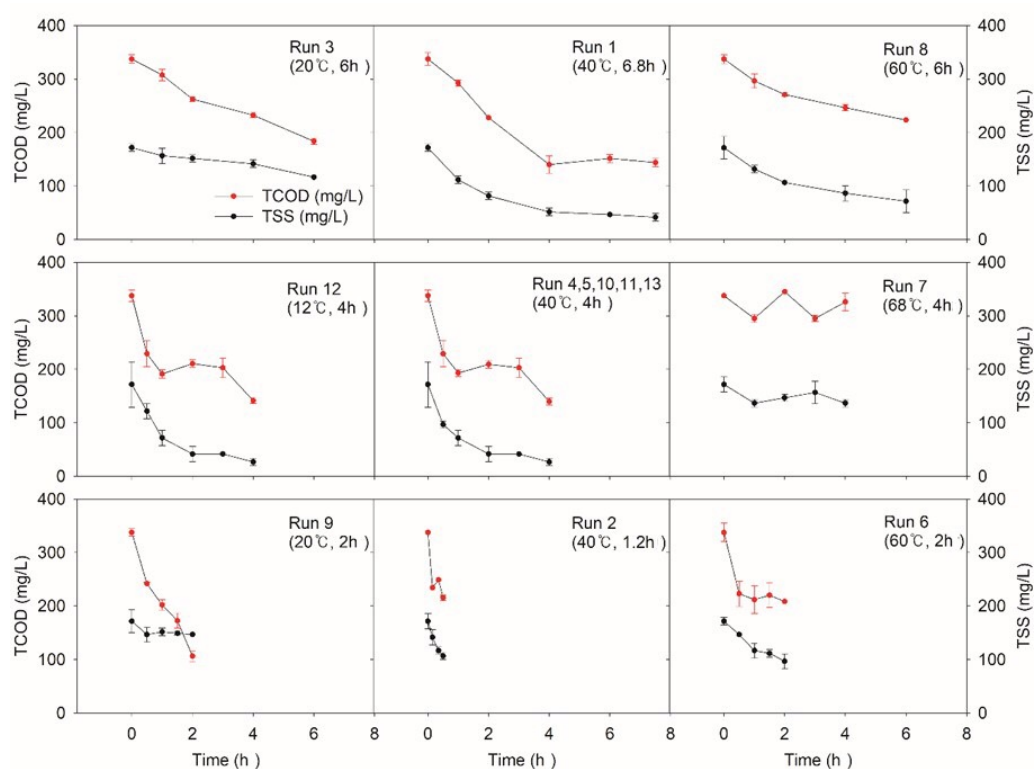 400
300
200
100
0
TCOD (mg/L)
Run 3
(20℃, 6h)
TCOD (mg/L)
TSS (mg/L)
Run 1
(40℃, 6.8h)
Run 8
(60℃, 6h)
400
300
200
100
0
TSS (mg/L)
400
300
200
100
0
TCOD (mg/L)
Run 12
(12℃, 4h)
Run 4,5,10,11,13
(40℃, 4h)
Run 7
(68℃, 4h)
400
300
200
100
0
TSS (mg/L)
400
300
200
100
0
TCOD (mg/L)
Run 9
(20℃, 2h)
Run 2
(40℃, 1.2h)
Run 6
(60℃, 2h)
400
300
200
100
0
TSS (mg/L)
0 2 4 6 8
0 2 4 6 8
0 2 4 6 8
Time (h )
Time (h )
Time (h )